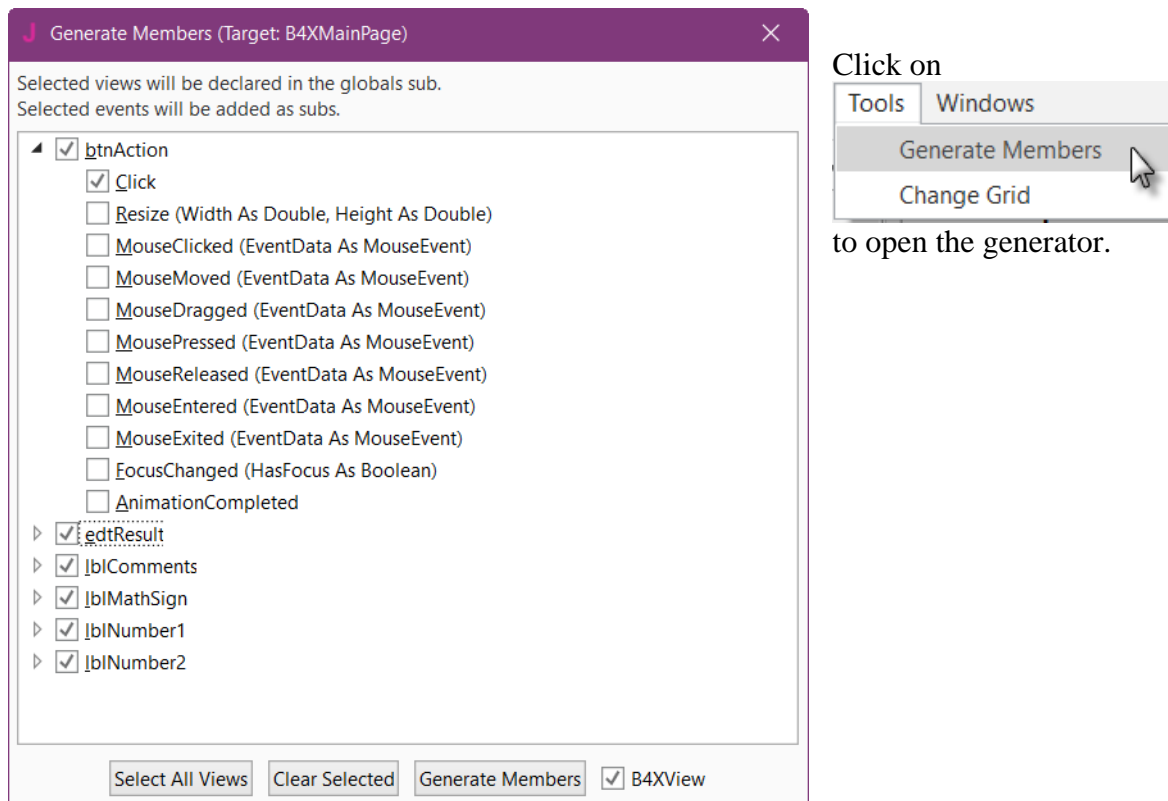 J Generate Members (Target: B4XMainPage)
Selected views will be declared in the globals sub.
Selected events will be added as subs.
btnAction
Click
Resize (Width As Double, Height As Double)
MouseClicked (EventData As MouseEvent)
MouseMoved (EventData As MouseEvent)
MouseDragged (EventData As MouseEvent)
MousePressed (EventData As MouseEvent)
MouseReleased (EventData As MouseEvent)
MouseEntered (EventData As MouseEvent)
MouseExited (EventData As MouseEvent)
FocusChanged (HasFocus As Boolean)
AnimationCompleted
edtResult
lblComments
lblMathSign
lblNumber1
lblNumber2
Select All Views Clear Selected Generate Members B4XView
Click on
Tools Windows
Generate Members
Change Grid
to open the generator.